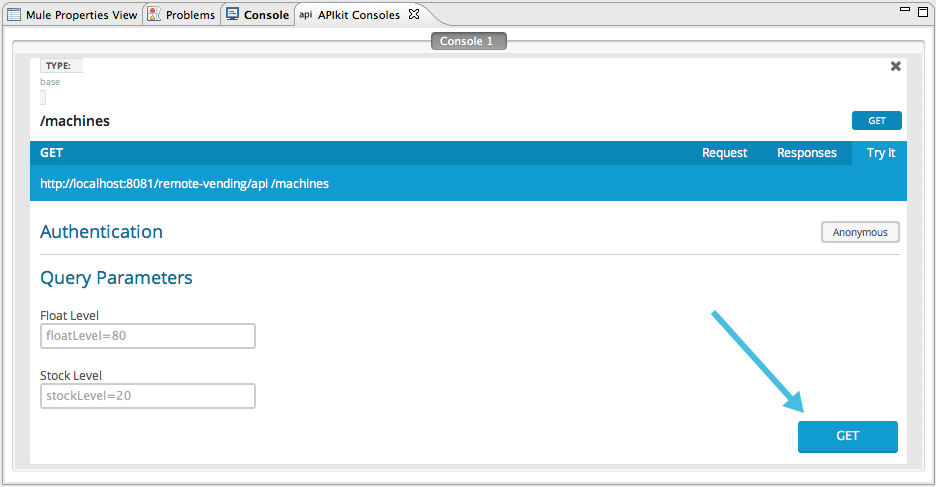 Mule Properties View Problems Console api APIkit Consoles
Console 1
TYPE:
base
/machines GET
GET Request Responses Try It
http://localhost:8081/remote-vending/api /machines
Authentication Anonymous
Query Parameters
Float Level
floatLevel=80
Stock Level
stockLevel=20
GET